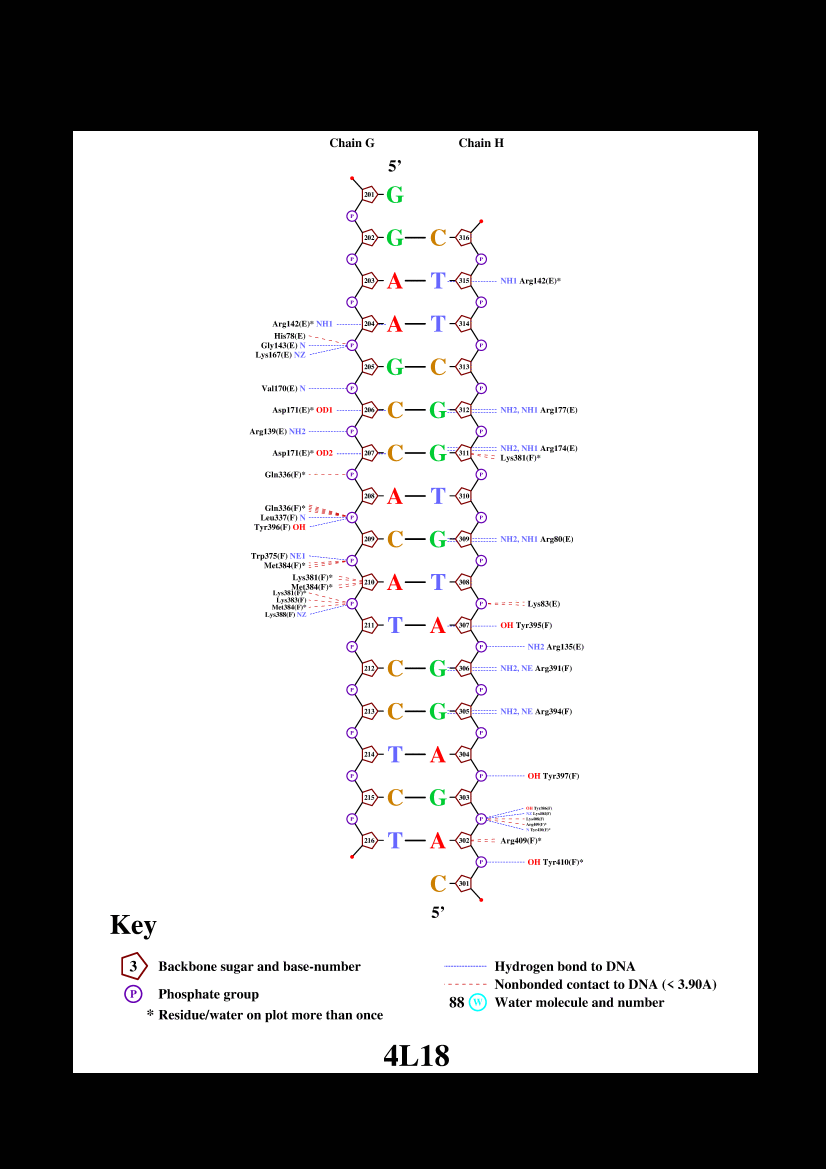 Chain G Chain H
5'
201 G
P
202 G C 316
P P
203 A T 315 NH1 Arg142(E)*
P P
Arg142(E)* NH1 204 A T 314
His78(E)
Gly143(E) N P P
Lys167(E) NZ
205 G C 313
Val170(E) N P P
Asp171(E)* OD1 206 C G 312 NH2, NH1 Arg177(E)
Arg139(E) NH2 P P
NH2, NH1 Arg174(E)
Asp171(E)* OD2 207 C G 311
Lys381(F)*
Gln336(F)* P P
208 A T 310
Gln336(F)*
Leu337(F) N P P
Tyr396(F) OH
209 C G 309 NH2, NH1 Arg80(E)
Trp375(F) NE1 P P
Met384(F)*
Lys381(F)* 210 A T 308
Met384(F)*
Lys381(F)*
Lys383(F) P P Lys83(E)
Met384(F)*
Lys388(F) NZ
211 T A 307 OH Tyr395(F)
P P NH2 Arg135(E)
212 C G 306 NH2, NE Arg391(F)
P P
213 C G 305 NH2, NE Arg394(F)
P P
214 T A 304
P P OH Tyr397(F)
215 C G 303
P P
216 T A 302 Arg409(F)*
P OH Tyr410(F)*
C 301
5'
Key
3 Backbone sugar and base-number
P Phosphate group
* Residue/water on plot more than once
Hydrogen bond to DNA
Nonbonded contact to DNA (< 3.90A)
88 W Water molecule and number
4L18